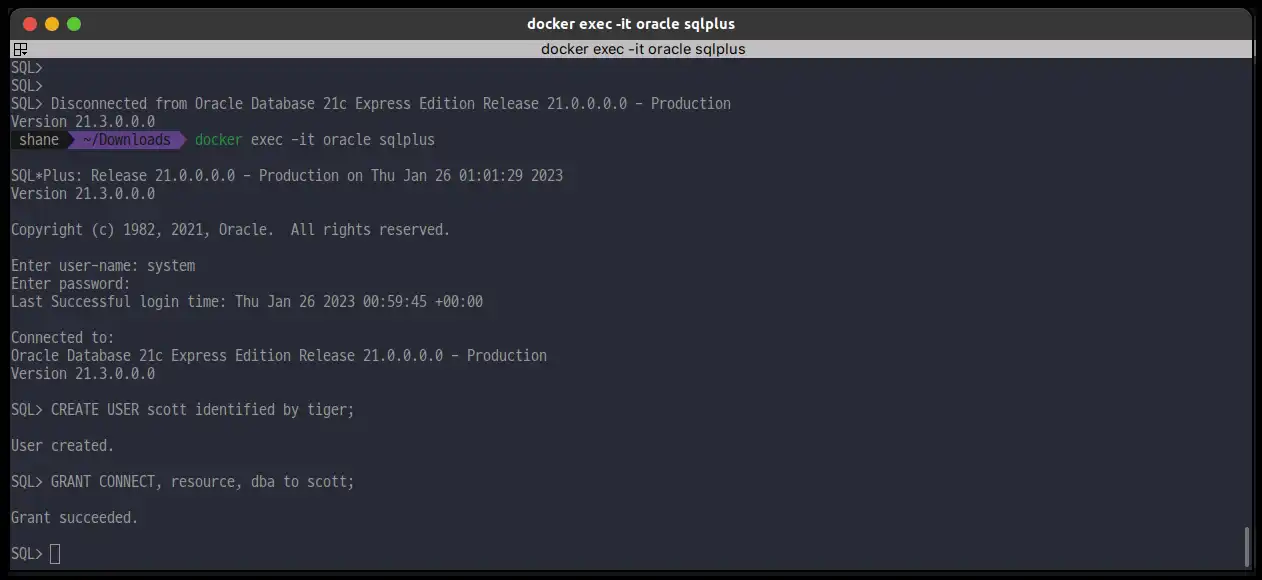 docker exec -it oracle sqlplus
docker exec -it oracle sqlplus
SQL>
SQL>
SQL> Disconnected from Oracle Database 21c Express Edition Release 21.0.0.0.0 - Production
Version 21.3.0.0.0
shane ~/Downloads docker exec -it oracle sqlplus
SQL*Plus: Release 21.0.0.0.0 - Production on Thu Jan 26 01:01:29 2023
Version 21.3.0.0.0
Copyright (c) 1982, 2021, Oracle.  All rights reserved.
Enter user-name: system
Enter password:
Last Successful login time: Thu Jan 26 2023 00:59:45 +00:00
Connected to:
Oracle Database 21c Express Edition Release 21.0.0.0.0 - Production
Version 21.3.0.0.0
SQL> CREATE USER scott identified by tiger;
User created.
SQL> GRANT CONNECT, resource, dba to scott;
Grant succeeded.
SQL>